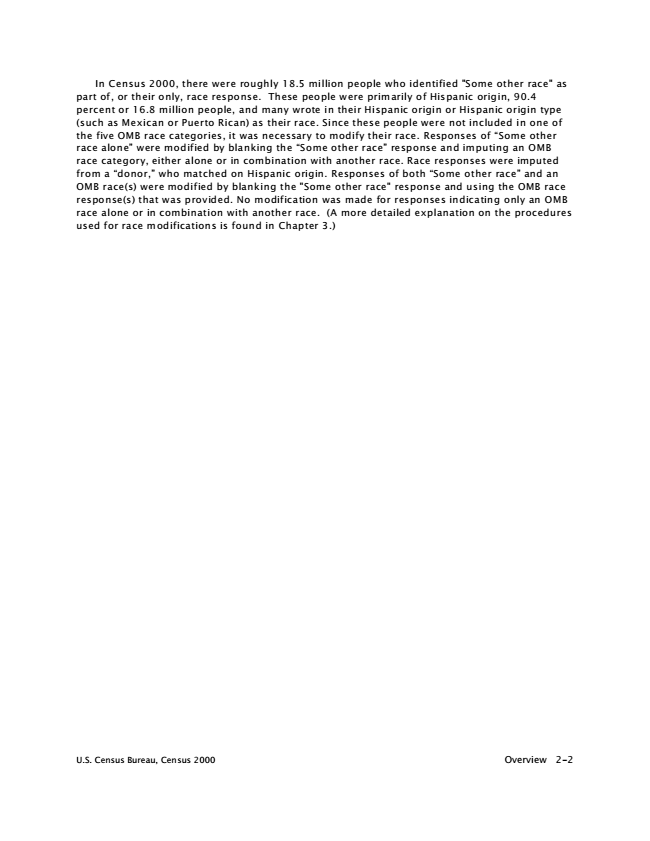 In Census 2000, there were roughly 18.5 million people who identified "Some other race" as
part of, or their only, race response.  These people were primarily of Hispanic origin, 90.4
percent or 16.8 million people, and many wrote in their Hispanic origin or Hispanic origin type
(such as Mexican or Puerto Rican) as their race. Since these people were not included in one of
the five OMB race categories, it was necessary to modify their race. Responses of “Some other
race alone” were modified by blanking the “Some other race” response and imputing an OMB
race category, either alone or in combination with another race. Race responses were imputed
from a “donor,” who matched on Hispanic origin. Responses of both “Some other race” and an
OMB race(s) were modified by blanking the "Some other race" response and using the OMB race
response(s) that was provided. No modification was made for responses indicating only an OMB
race alone or in combination with another race.  (A more detailed explanation on the procedures
used for race modifications is found in Chapter 3.)
U.S. Census Bureau, Census 2000
Overview 2-2